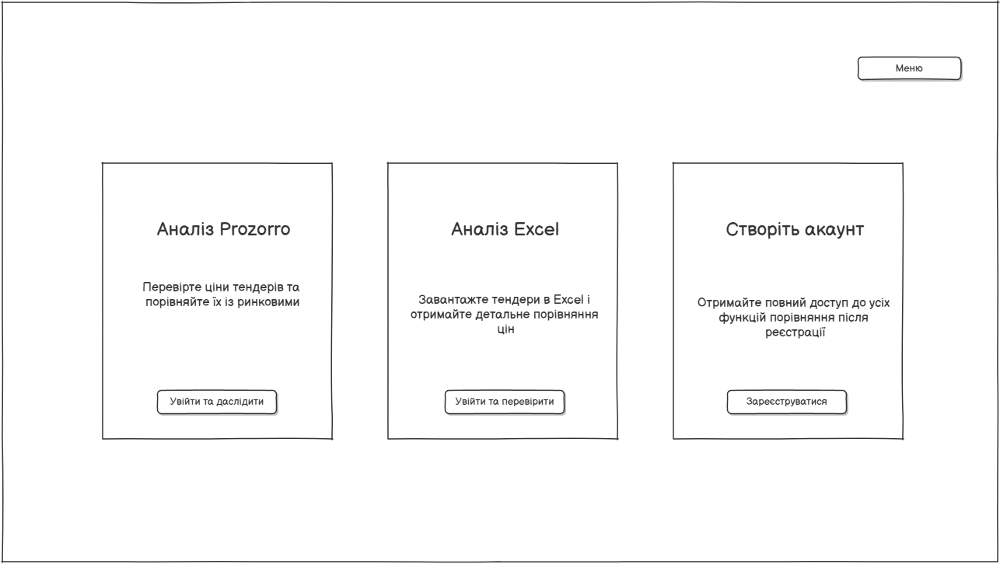 Меню
Аналіз Prozorro
Перевірте ціни тендерів та
порівняйте їх із ринковими
Увійти та даслідити
Аналіз Excel
Завантажте тендери в Excel і
отримайте детальне порівняння
цін
Увійти та перевірити
Створіть акаунт
Отримайте повний доступ до усіх
функцій порівняння після
реєстрації
Зареєструватися